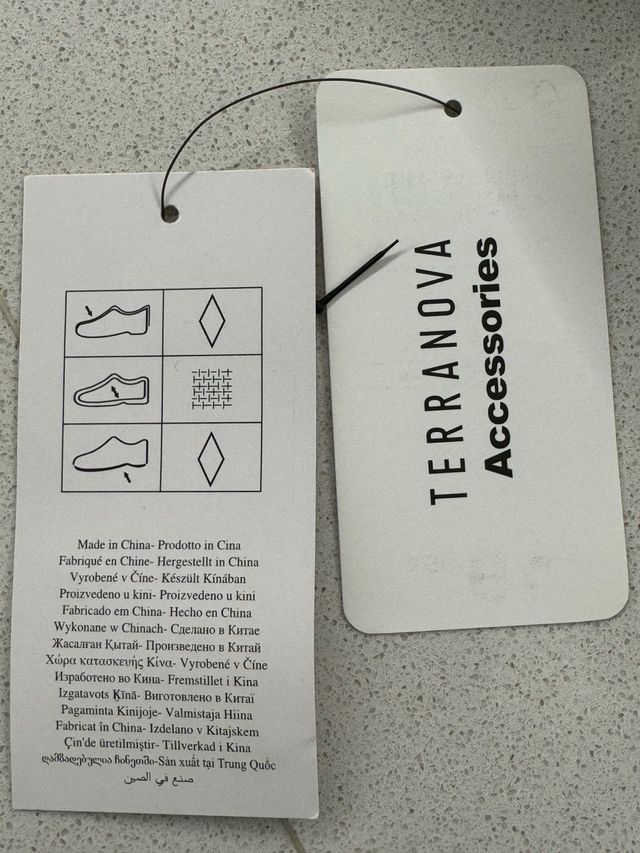 Made in China- Prodotto in Cina
Fabriqué en Chine- Hergestellt in China
Vyrobené v Číne- Készült Kínában
Proizvedeno u kini- Proizvedeno u kini
Fabricado em China- Hecho en China
Wykonane w Chinach- Сделано в Китае
Жасалған Қытай- Произведено в Китай
Χώρα κατασκευής Κίνα- Vyrobené v Číne
Изработено во Кина- Fremstillet i Kina
Izgatavots Ķīnā- Виготовлено в Китаї
Pagaminta Kinijoje- Valmistaja Hiina
Fabricat în China- Izdelano v Kitajskem
Çin'de üretilmiştir- Tillverkad i Kina
დამზადებულია ჩინეთში-Sản xuất tại Trung Quốc
صنع في الصين
TERRANOVA
Accessories